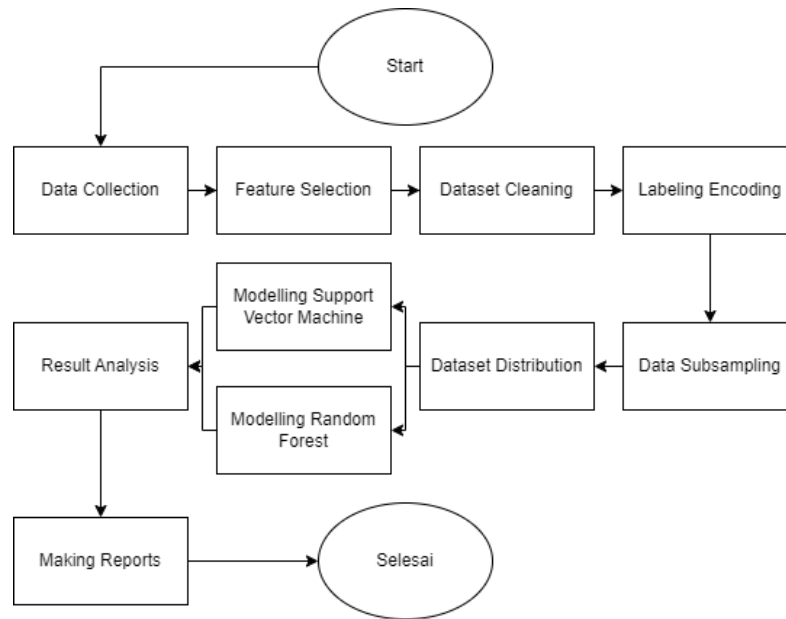 Start
Data Collection
Feature Selection
Dataset Cleaning
Labeling Encoding
Data Subsampling
Dataset Distribution
Modelling Support
Vector Machine
Modelling Random
Forest
Result Analysis
Making Reports
Selesai